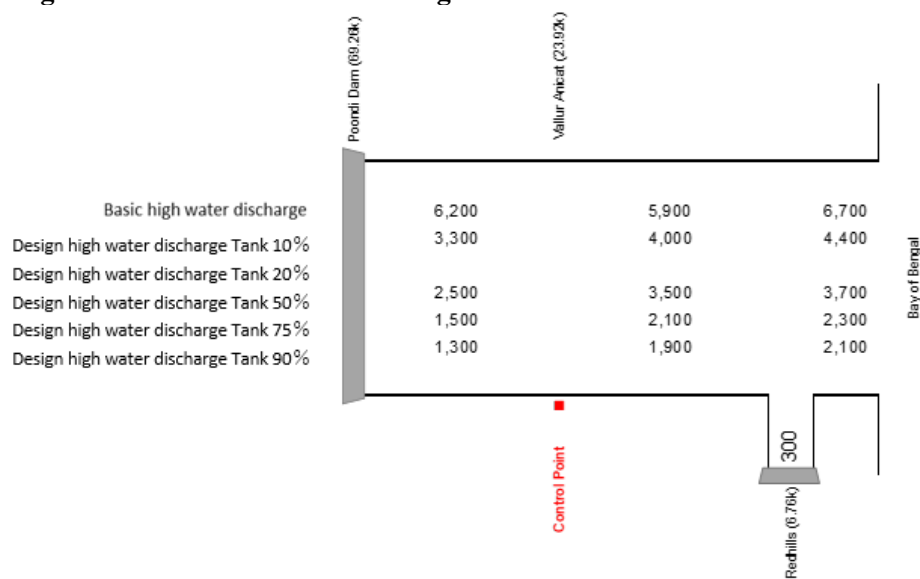 Poondi Dam (69.26k)
Vallur Anicat (23.92k)
Basic high water discharge 6,200 5,900 6,700
Design high water discharge Tank 10% 3,300 4,000 4,400
Design high water discharge Tank 20%
Design high water discharge Tank 50% 2,500 3,500 3,700
Design high water discharge Tank 75% 1,500 2,100 2,300
Design high water discharge Tank 90% 1,300 1,900 2,100
Bay of Bengal
Control Point
300
Redhills (6.76k)